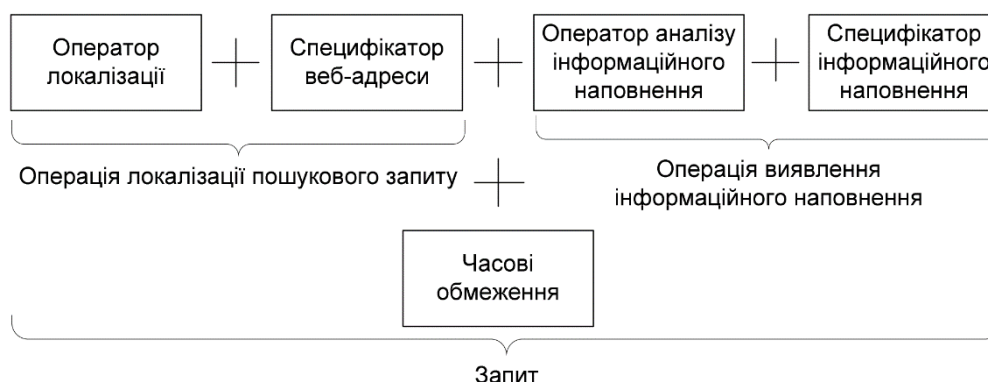 Оператор
локалізації
Специфікатор
веб-адреси
Оператор аналізу
інформаційного
наповнення
Специфікатор
інформаційного
наповнення
Операція локалізації пошукового запиту
Операція виявлення
інформаційного наповнення
Часові
обмеження
Запит